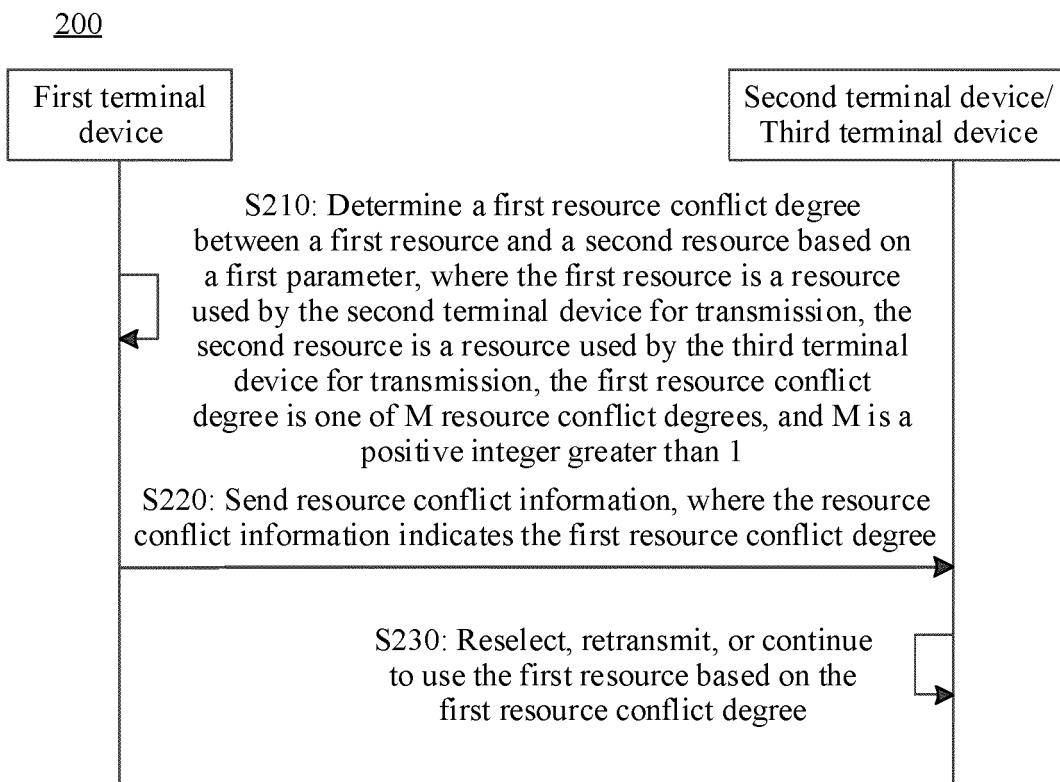 200
First terminal
device
Second terminal device/
Third terminal device
S210: Determine a first resource conflict degree
between a first resource and a second resource based on
a first parameter, where the first resource is a resource
used by the second terminal device for transmission, the
second resource is a resource used by the third terminal
device for transmission, the first resource conflict
degree is one of M resource conflict degrees, and M is a
positive integer greater than 1
S220: Send resource conflict information, where the resource
conflict information indicates the first resource conflict degree
S230: Reselect, retransmit, or continue
to use the first resource based on the
first resource conflict degree